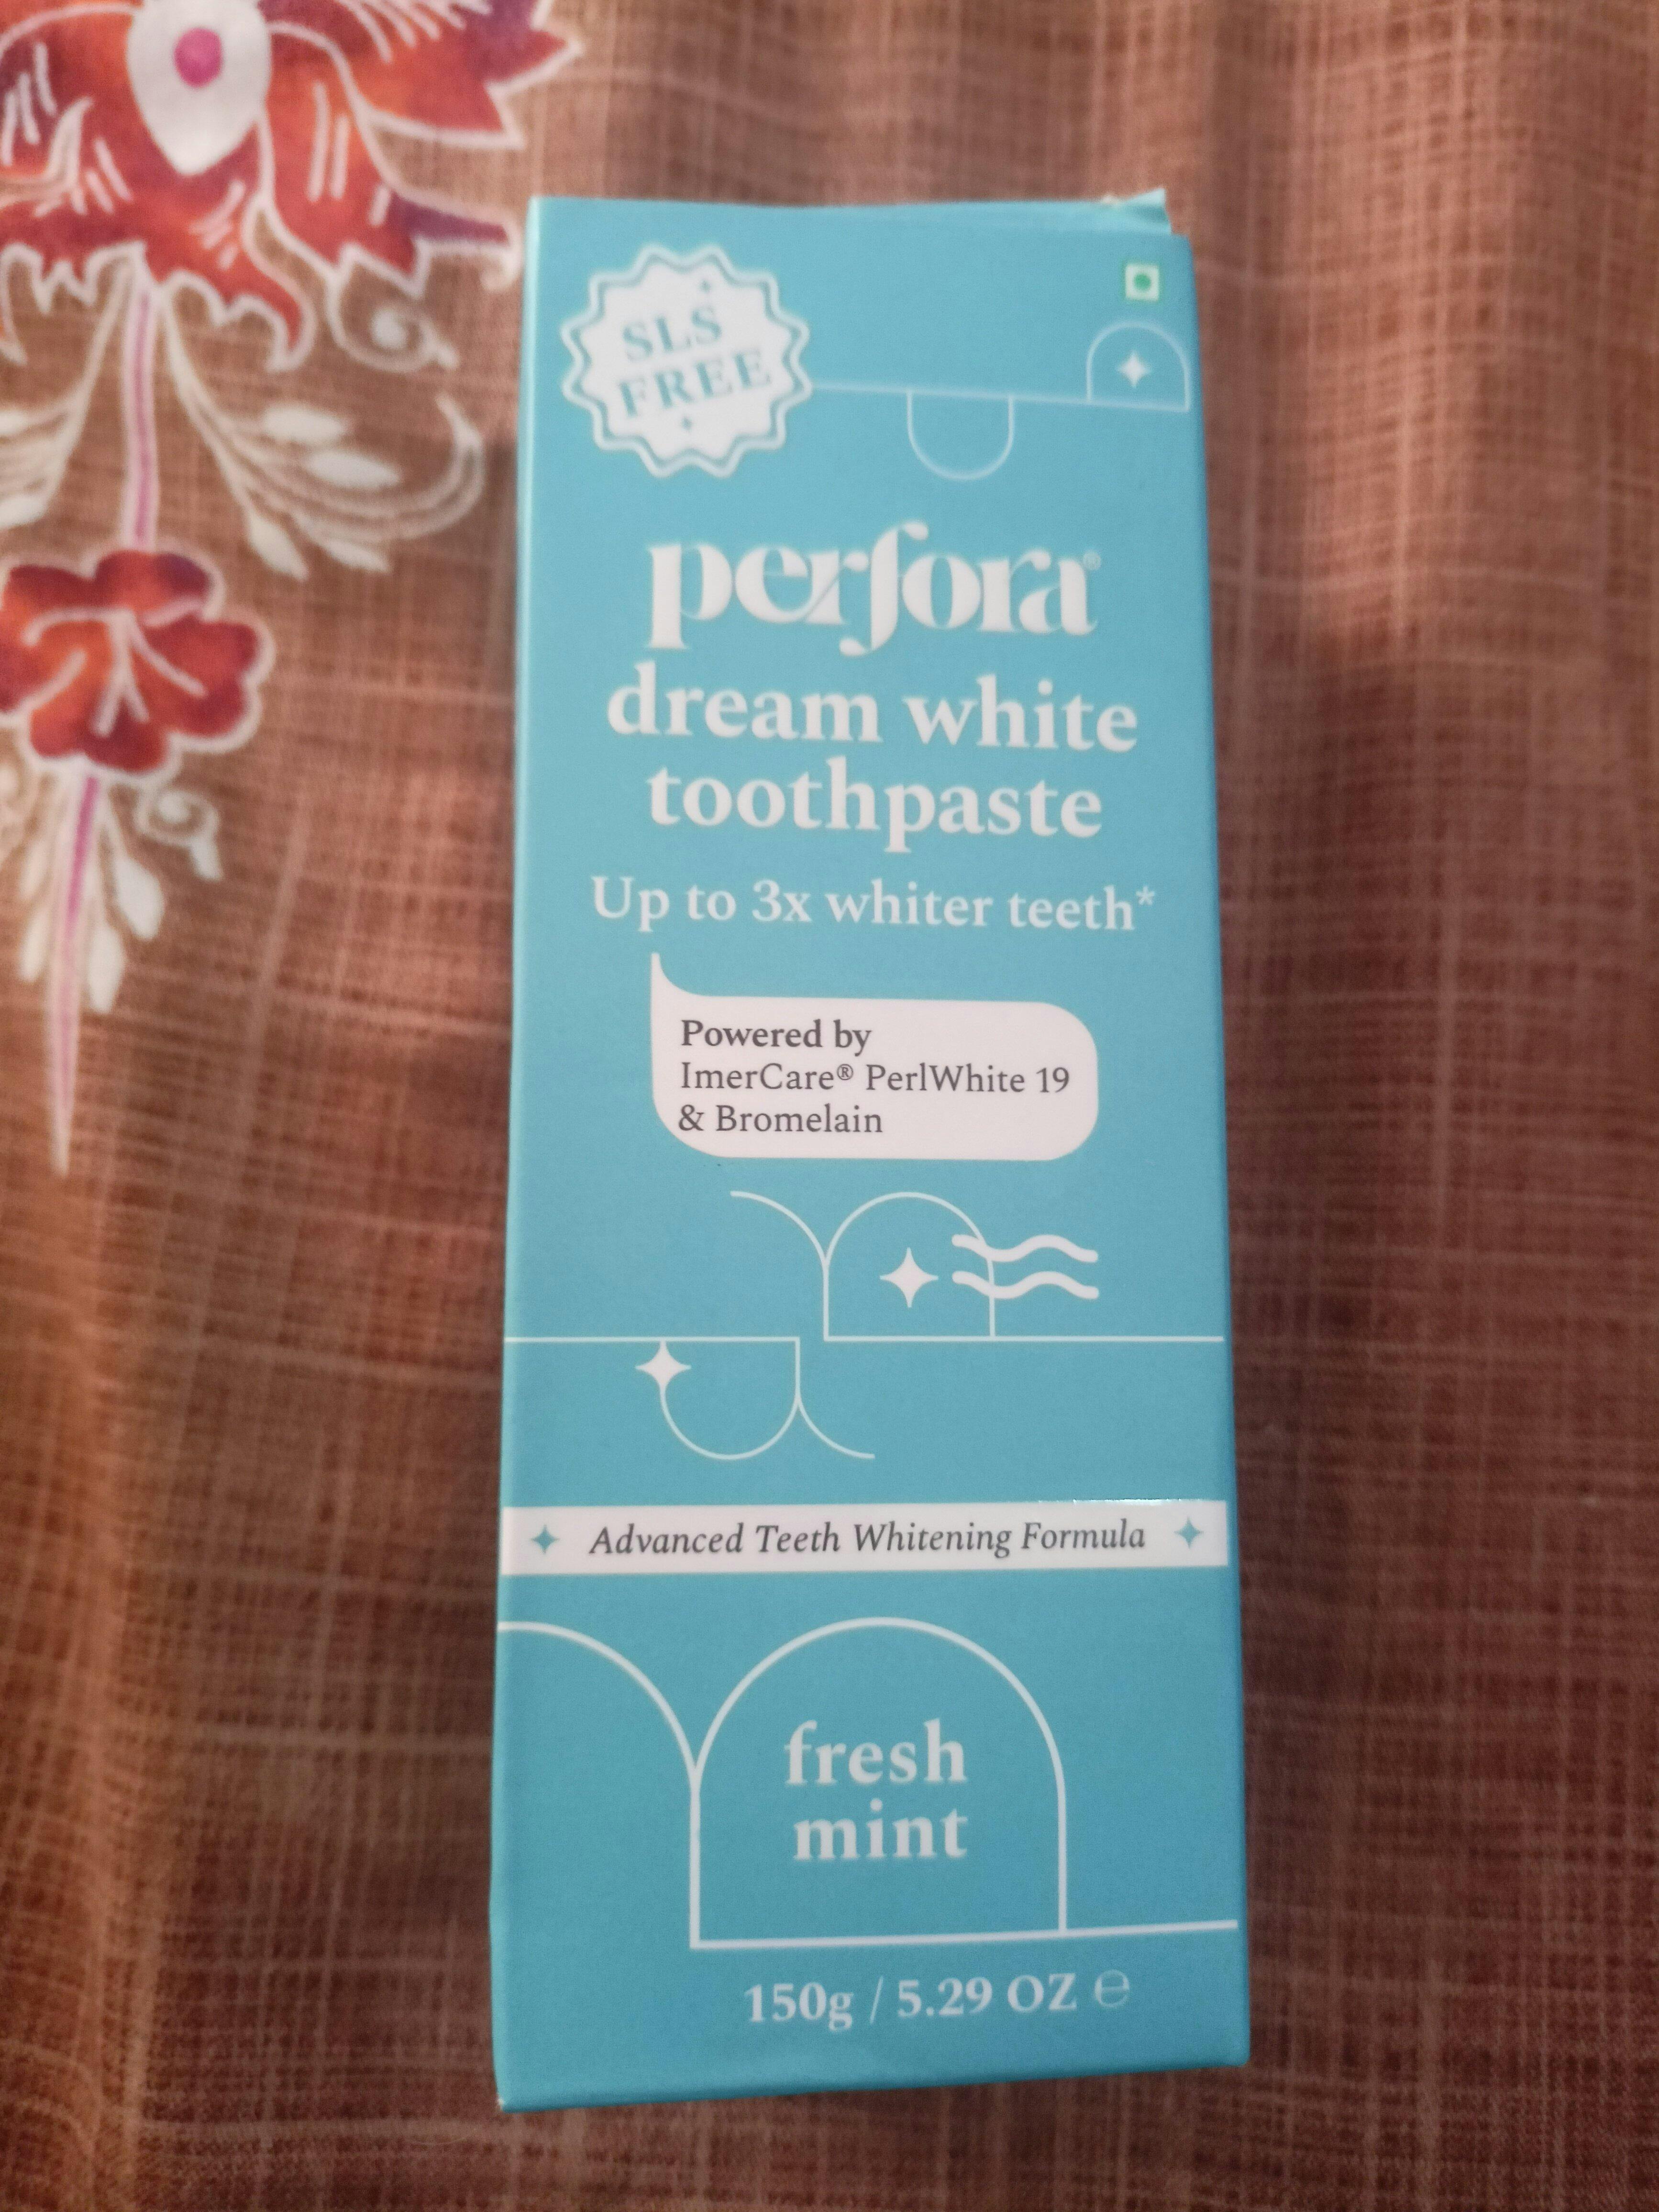 SLS
FREE
perfora®
dream white
toothpaste
Up to 3x whiter teeth*
Powered by
ImerCare® PerlWhite 19
& Bromelain
Advanced Teeth Whitening Formula
fresh
mint
150g / 5.29 OZ ℮